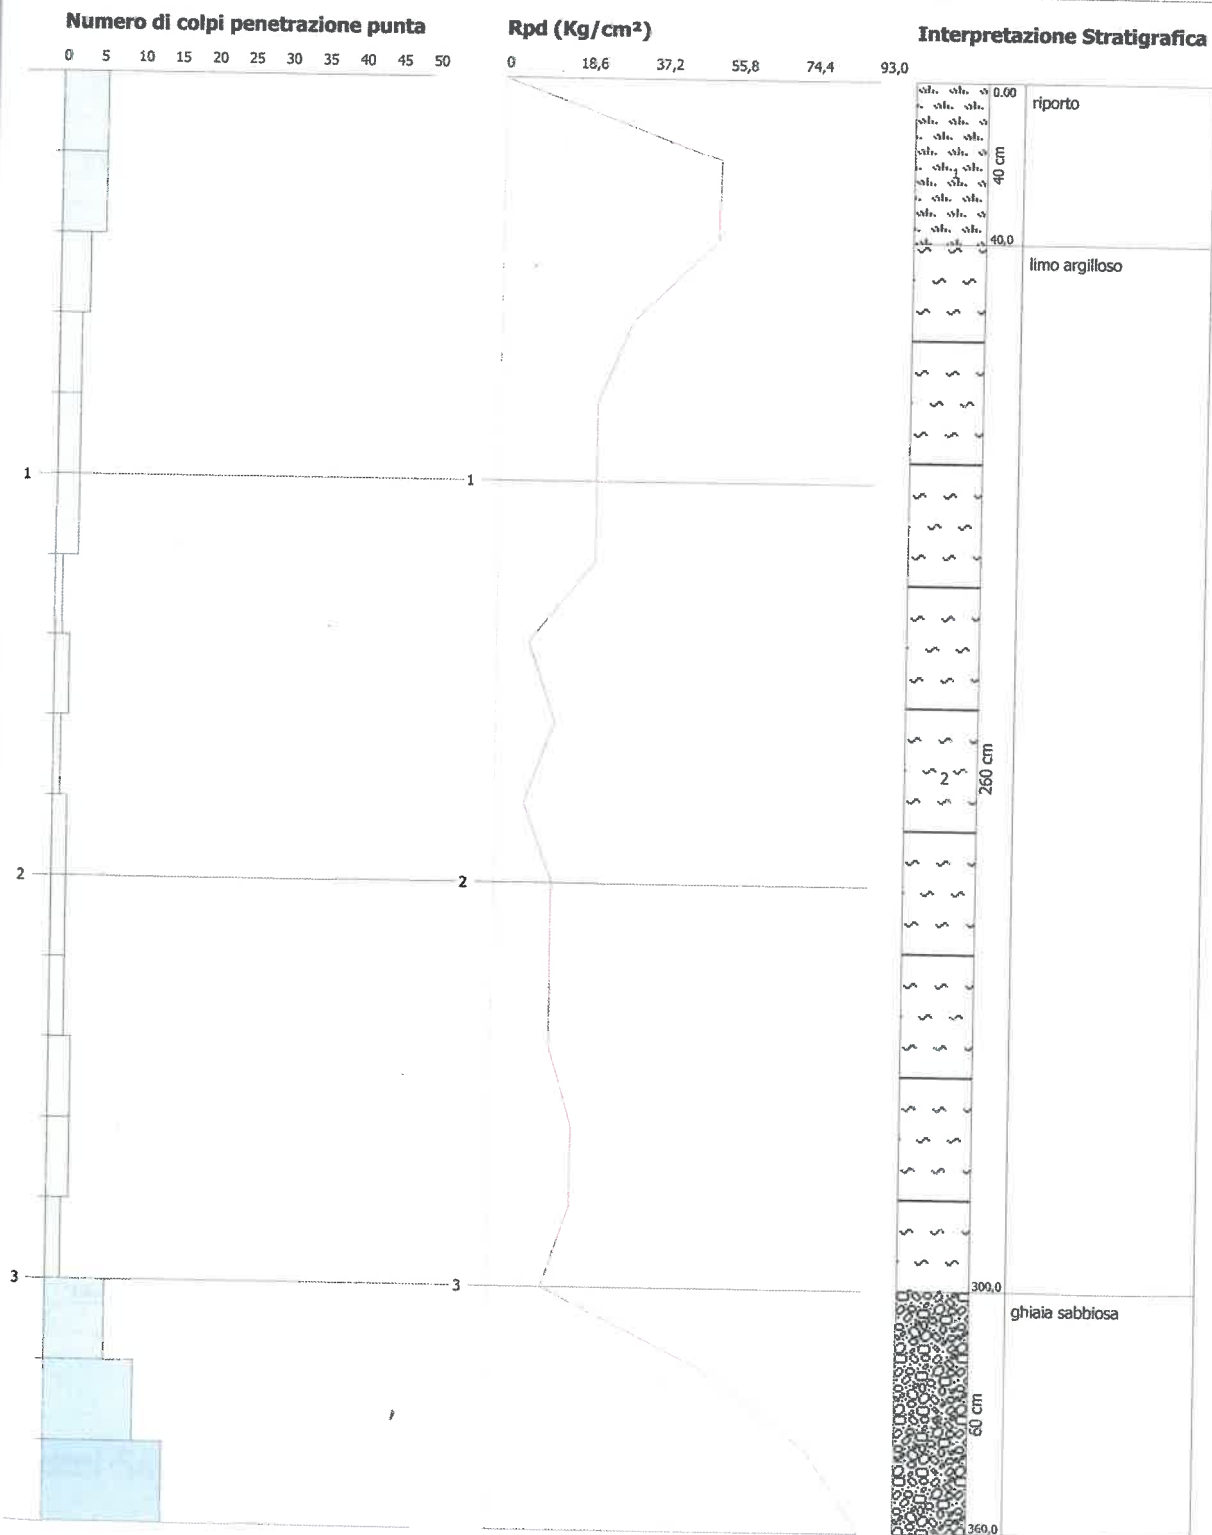 Numero di colpi penetrazione punta
0 5 10 15 20 25 30 35 40 45 50
Rpd (Kg/cm²)
0 18,6 37,2 55,8 74,4 93,0
Interpretazione Stratigrafica
0.00
riporto
1
40 cm
40,0
limo argilloso
1
1
2
260 cm
2
2
3
3
300,0
ghiaia sabbiosa
60 cm
360,0